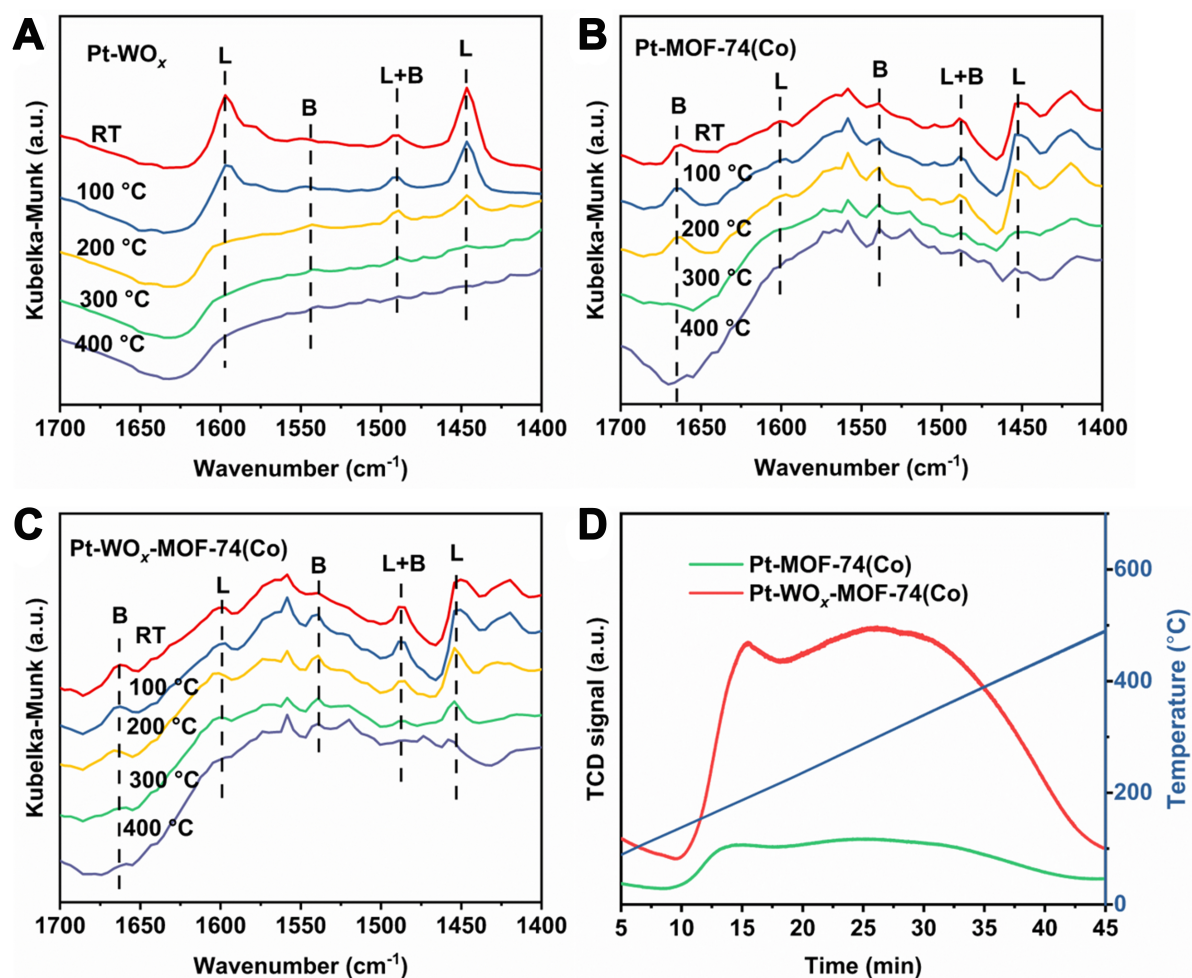 A
Pt-WOx
L
B
L+B
L
RT
100 °C
200 °C
300 °C
400 °C
Kubelka-Munk (a.u.)
1700 1650 1600 1550 1500 1450 1400
Wavenumber (cm-1)
B
Pt-MOF-74(Co)
B
L
B
L+B
L
RT
100 °C
200 °C
300 °C
400 °C
Kubelka-Munk (a.u.)
1700 1650 1600 1550 1500 1450 1400
Wavenumber (cm-1)
C
Pt-WOx-MOF-74(Co)
B
L
B
L+B
L
RT
100 °C
200 °C
300 °C
400 °C
Kubelka-Munk (a.u.)
1700 1650 1600 1550 1500 1450 1400
Wavenumber (cm-1)
D
Pt-MOF-74(Co)
Pt-WOx-MOF-74(Co)
TCD signal (a.u.)
600
400
200
0
Temperature (°C)
5 10 15 20 25 30 35 40 45
Time (min)